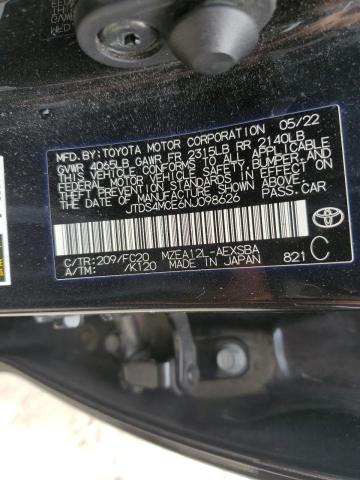 MFD.BY:TOYOTA MOTOR CORPORATION 05/22
GVWR 4065LB GAWR FR 2315LB RR 2140LB
THIS VEHICLE CONFORMS TO ALL APPLICABLE
FEDERAL MOTOR VEHICLE SAFETY, BUMPER,AND
THEFT PREVENTION STANDARDS IN EFFECT ON
THE DATE OF MANUFACTURE SHOWN ABOVE.
JTDS4MCE6NJ098626 PASS.CAR
C/TR:209/FC20 MZEA12L-AEXSBA
A/TM: /K120 MADE IN JAPAN 821 C